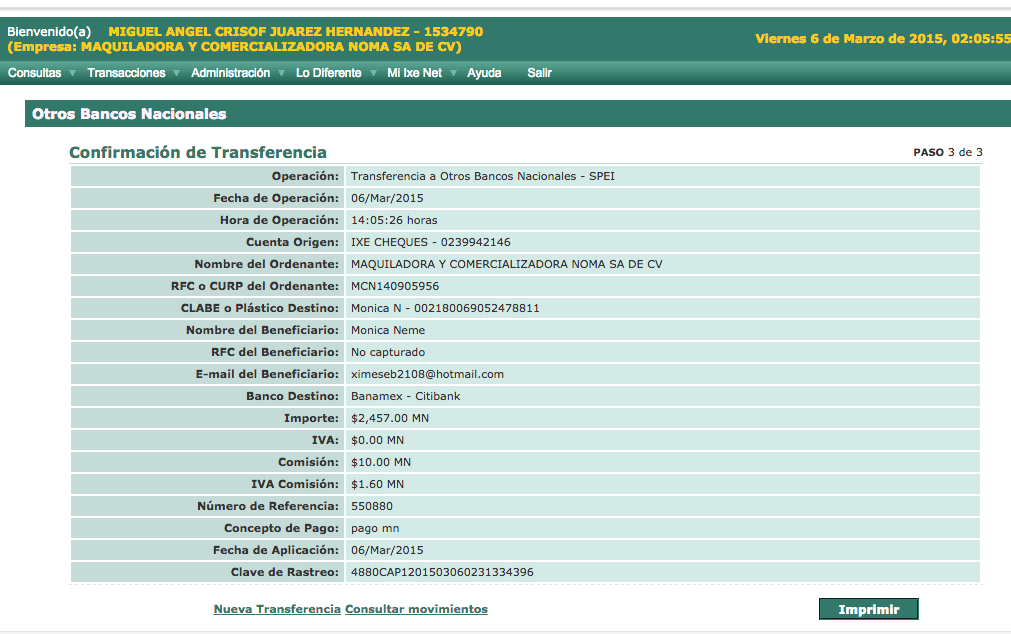 Bienvenido(a) MIGUEL ANGEL CRISOF JUAREZ HERNANDEZ - 1534790
(Empresa: MAQUILADORA Y COMERCIALIZADORA NOMA SA DE CV)
Viernes 6 de Marzo de 2015, 02:05:55
Consultas Transacciones Administración Lo Diferente Mi Ixe Net Ayuda Salir
Otros Bancos Nacionales
Confirmación de Transferencia PASO 3 de 3
Operación: Transferencia a Otros Bancos Nacionales - SPEI
Fecha de Operación: 06/Mar/2015
Hora de Operación: 14:05:26 horas
Cuenta Origen: IXE CHEQUES - 0239942146
Nombre del Ordenante: MAQUILADORA Y COMERCIALIZADORA NOMA SA DE CV
RFC o CURP del Ordenante: MCN140905956
CLABE o Plástico Destino: Monica N - 002180069052478811
Nombre del Beneficiario: Monica Neme
RFC del Beneficiario: No capturado
E-mail del Beneficiario: ximeseb2108@hotmail.com
Banco Destino: Banamex - Citibank
Importe: $2,457.00 MN
IVA: $0.00 MN
Comisión: $10.00 MN
IVA Comisión: $1.60 MN
Número de Referencia: 550880
Concepto de Pago: pago mn
Fecha de Aplicación: 06/Mar/2015
Clave de Rastreo: 4880CAP1201503060231334396
Nueva Transferencia Consultar movimientos Imprimir